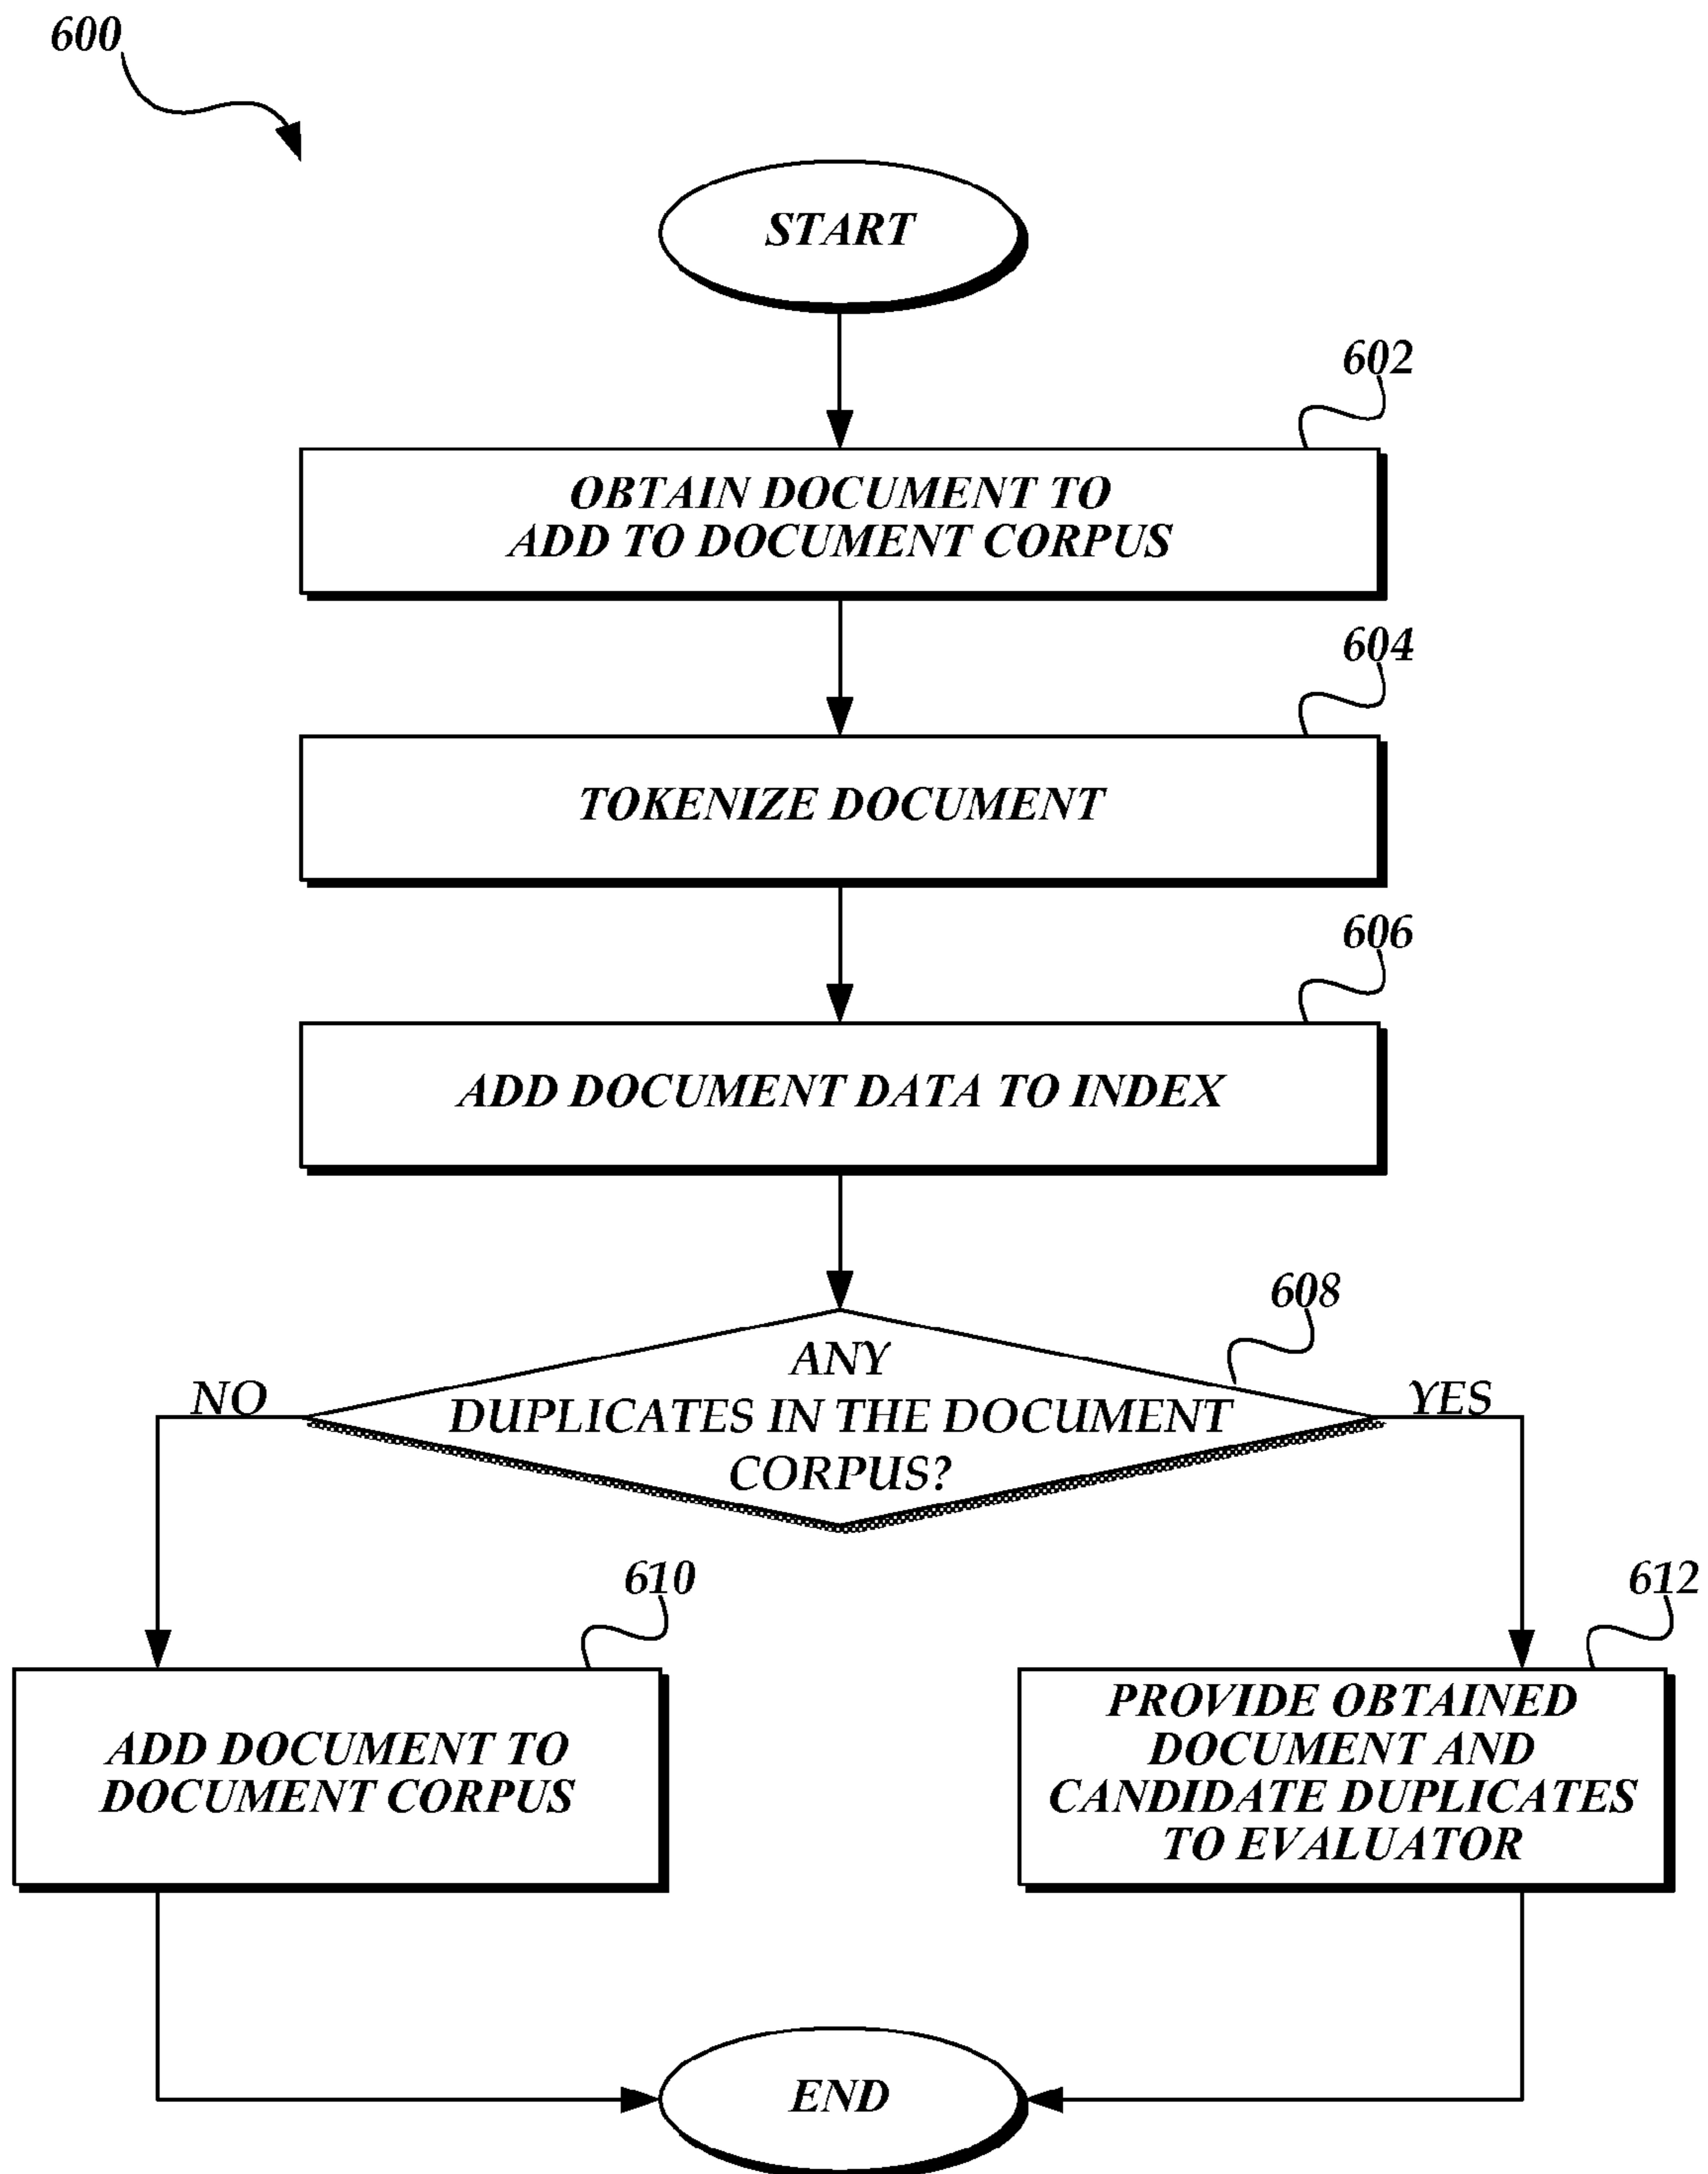 600
START
602
OBTAIN DOCUMENT TO
ADD TO DOCUMENT CORPUS
604
TOKENIZE DOCUMENT
606
ADD DOCUMENT DATA TO INDEX
608
ANY
DUPLICATES IN THE DOCUMENT
CORPUS?
NO
YES
610
ADD DOCUMENT TO
DOCUMENT CORPUS
612
PROVIDE OBTAINED
DOCUMENT AND
CANDIDATE DUPLICATES
TO EVALUATOR
END